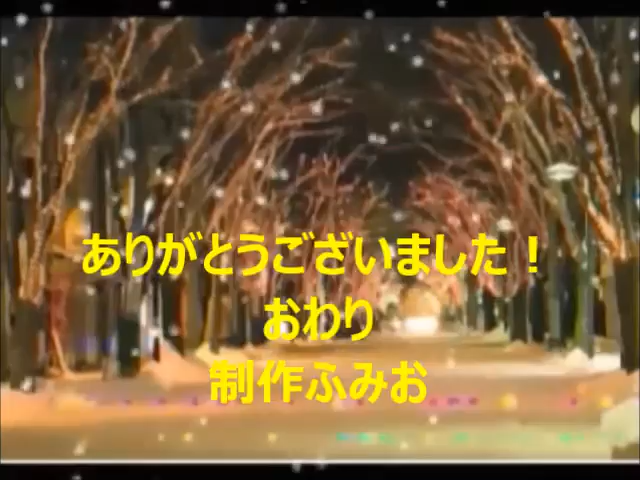 ありがとうございました！
おわり
制作ふみお